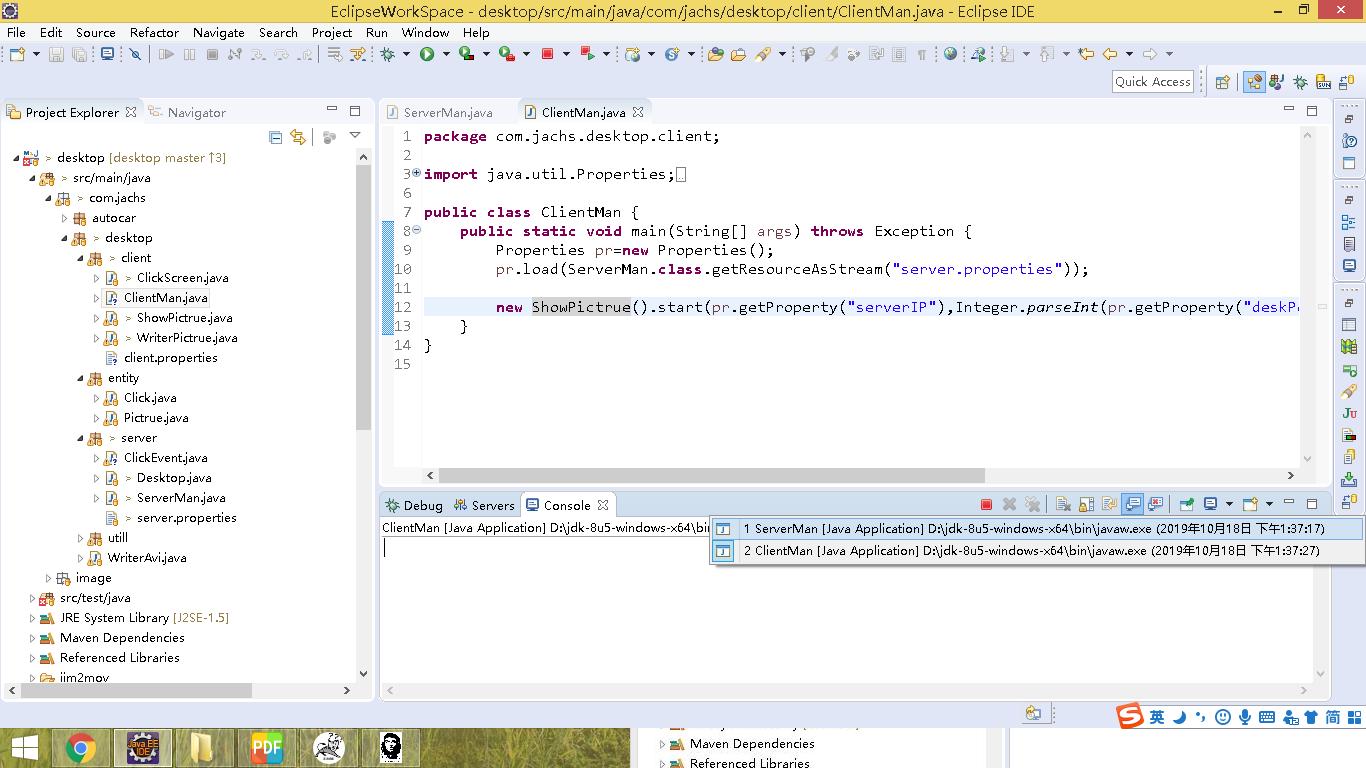 EclipseWorkSpace - desktop/src/main/java/com/jachs/desktop/client/ClientMan.java - Eclipse IDE
File Edit Source Refactor Navigate Search Project Run Window Help
Quick Access
Project Explorer Navigator
> desktop [desktop master ↑3]
> src/main/java
> com.jachs
autocar
> desktop
> client
> ClickScreen.java
ClientMan.java
> ShowPictrue.java
> WriterPictrue.java
client.properties
entity
Click.java
Pictrue.java
> server
ClickEvent.java
> Desktop.java
> ServerMan.java
> server.properties
utill
WriterAvi.java
image
src/test/java
JRE System Library [J2SE-1.5]
Maven Dependencies
Referenced Libraries
jim2mov
ServerMan.java ClientMan.java
1 package com.jachs.desktop.client;
2
3 import java.util.Properties;
6
7 public class ClientMan {
8 public static void main(String[] args) throws Exception {
9 Properties pr=new Properties();
10 pr.load(ServerMan.class.getResourceAsStream("server.properties"));
11
12 new ShowPictrue().start(pr.getProperty("serverIP"),Integer.parseInt(pr.getProperty("deskP
13 }
14 }
15
Debug Servers Console
ClientMan [Java Application] D:\jdk-8u5-windows-x64\bin
1 ServerMan [Java Application] D:\jdk-8u5-windows-x64\bin\javaw.exe (2019年10月18日 下午1:37:17)
2 ClientMan [Java Application] D:\jdk-8u5-windows-x64\bin\javaw.exe (2019年10月18日 下午1:37:27)
Ju
S 英 简
Java EE IDE
PDF
Maven Dependencies
Referenced Libraries